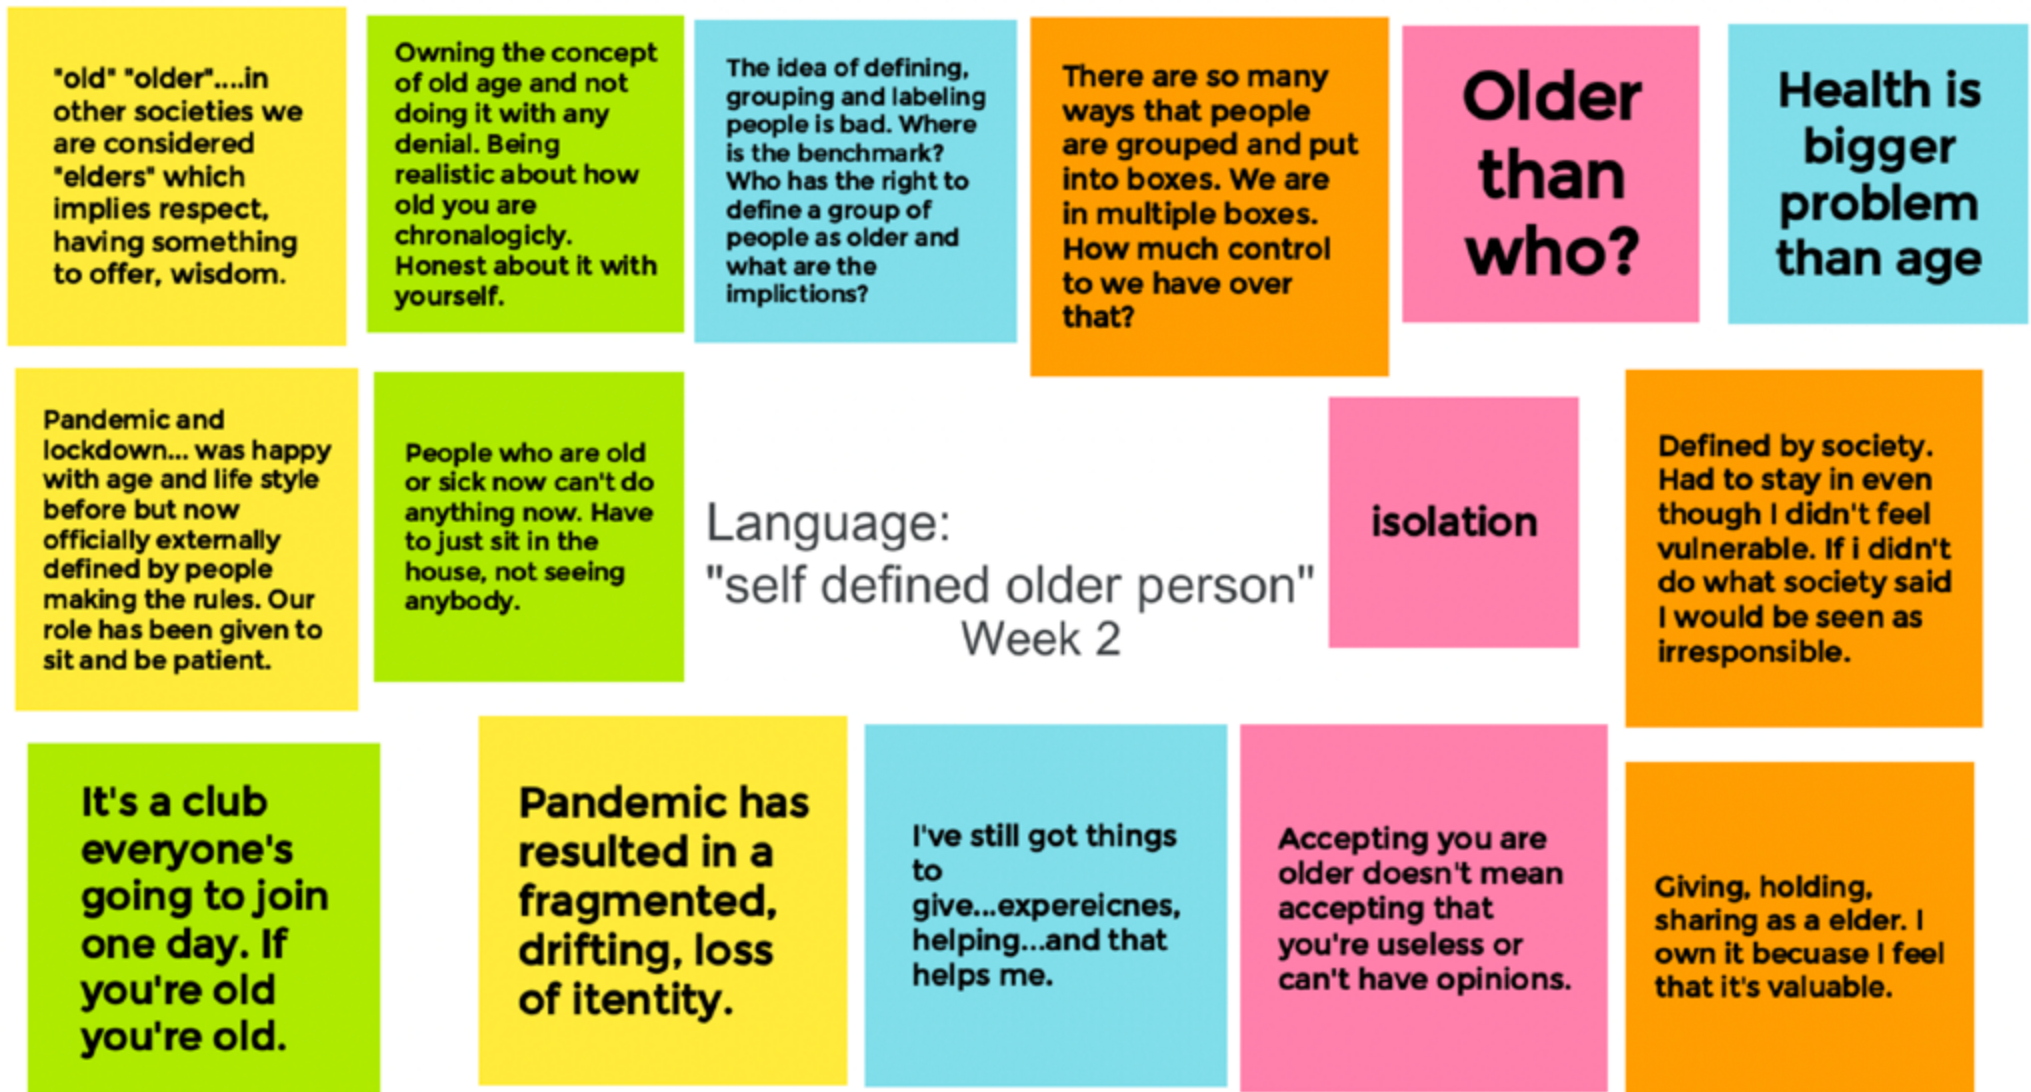 "old" "older"....in
other societies we
are considered
"elders" which
implies respect,
having something
to offer, wisdom.
Owning the concept
of old age and not
doing it with any
denial. Being
realistic about how
old you are
chronalogicly.
Honest about it with
yourself.
The idea of defining,
grouping and labeling
people is bad. Where
is the benchmark?
Who has the right to
define a group of
people as older and
what are the
implictions?
There are so many
ways that people
are grouped and put
into boxes. We are
in multiple boxes.
How much control
to we have over
that?
Older
than
who?
Health is
bigger
problem
than age
Pandemic and
lockdown... was happy
with age and life style
before but now
officially externally
defined by people
making the rules. Our
role has been given to
sit and be patient.
People who are old
or sick now can't do
anything now. Have
to just sit in the
house, not seeing
anybody.
Language:
"self defined older person"
Week 2
isolation
Defined by society.
Had to stay in even
though I didn't feel
vulnerable. If i didn't
do what society said
I would be seen as
irresponsible.
It's a club
everyone's
going to join
one day. If
you're old
you're old.
Pandemic has
resulted in a
fragmented,
drifting, loss
of itentity.
I've still got things
to
give...expereicnes,
helping...and that
helps me.
Accepting you are
older doesn't mean
accepting that
you're useless or
can't have opinions.
Giving, holding,
sharing as a elder. I
own it becuase I feel
that it's valuable.